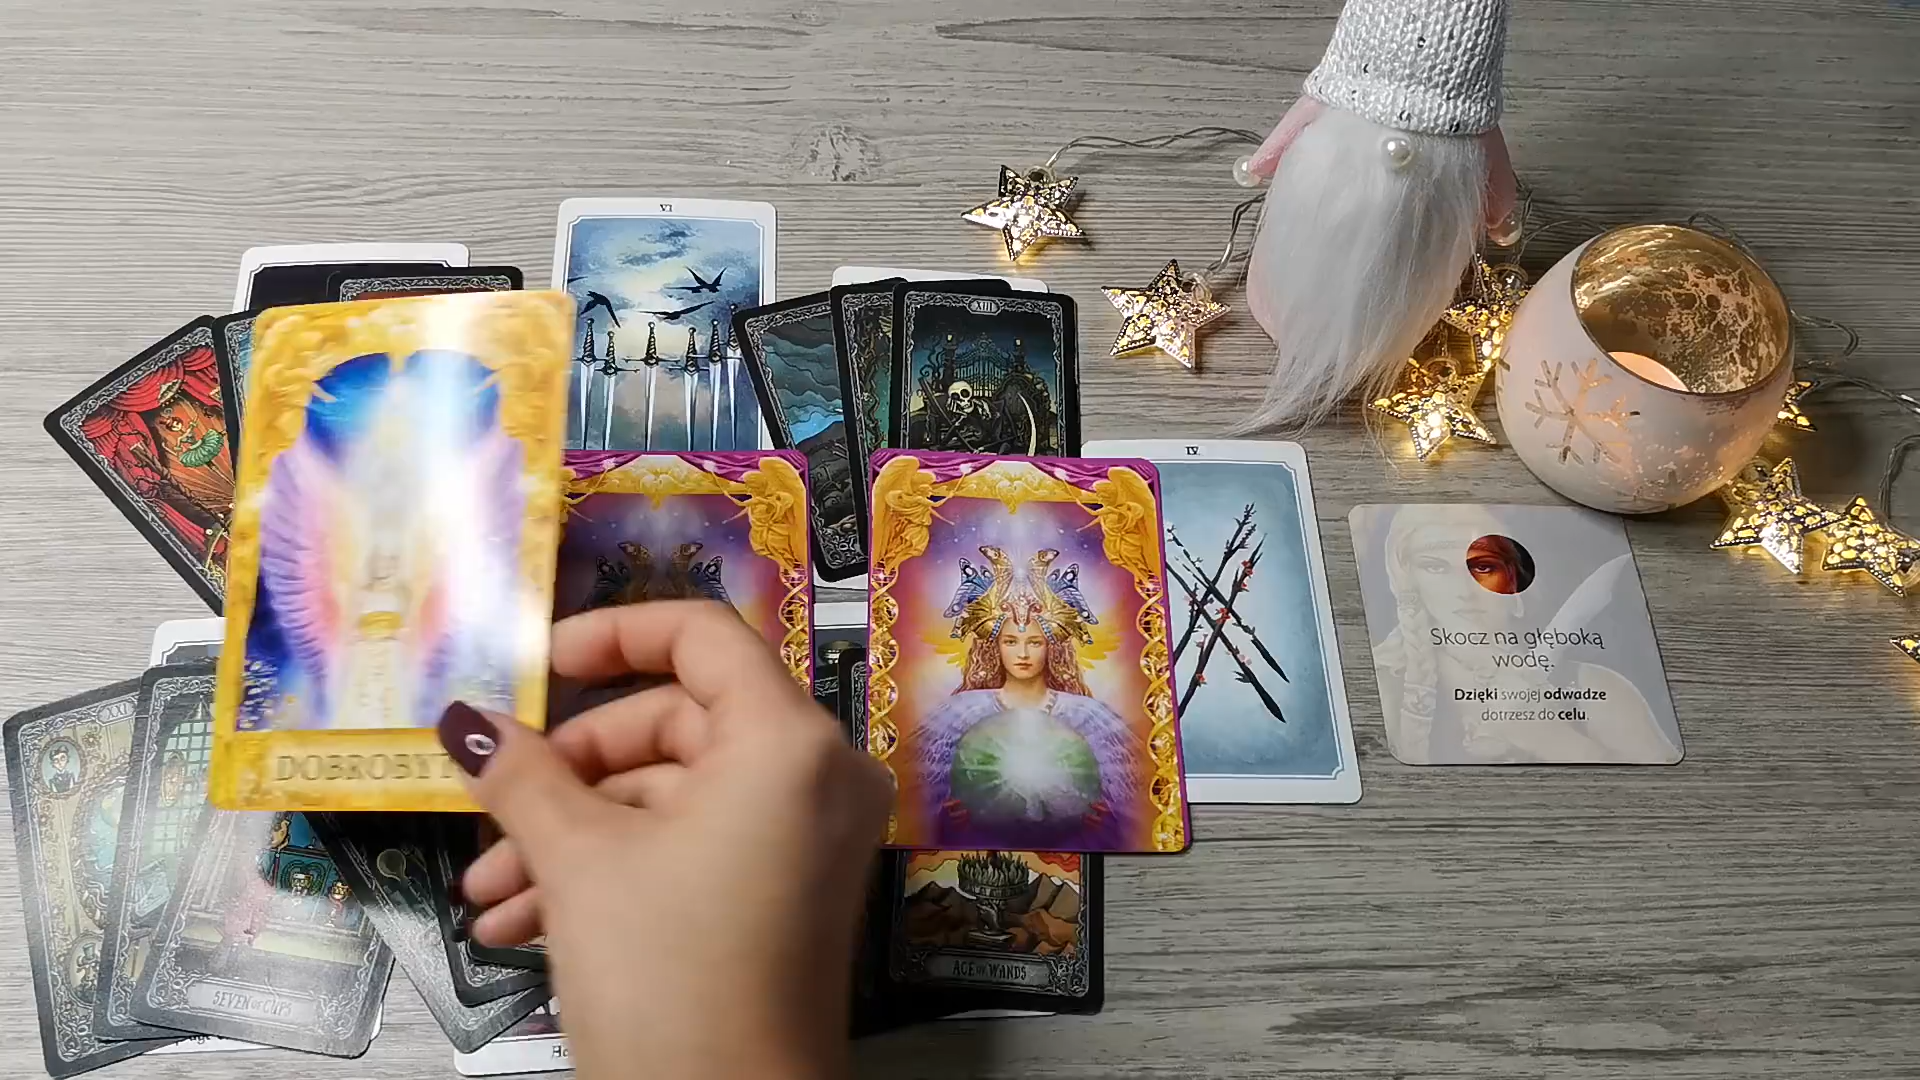 VI
XIII
IV
Skocz na głęboką
wodę.
Dzięki swojej odwadze
dotrzesz do celu.
DOBROBYT
XXI
ACE OF WANDS
SEVEN OF CUPS